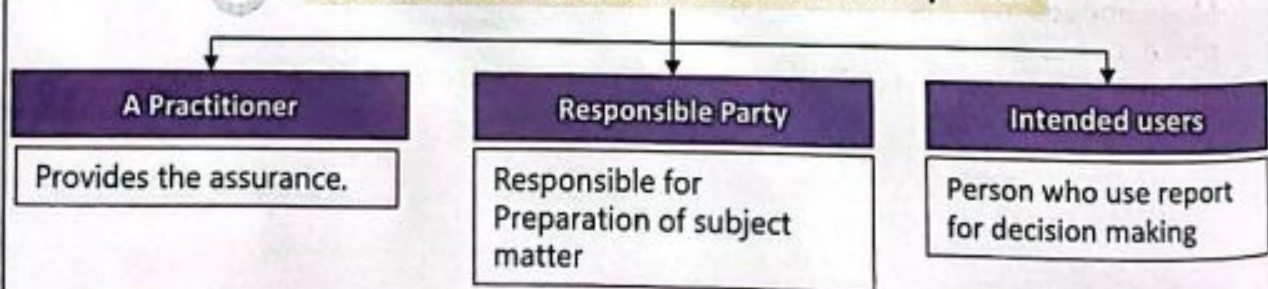 A Practitioner
Provides the assurance.
Responsible Party
Responsible for
Preparation of subject
matter
Intended users
Person who use report
for decision making